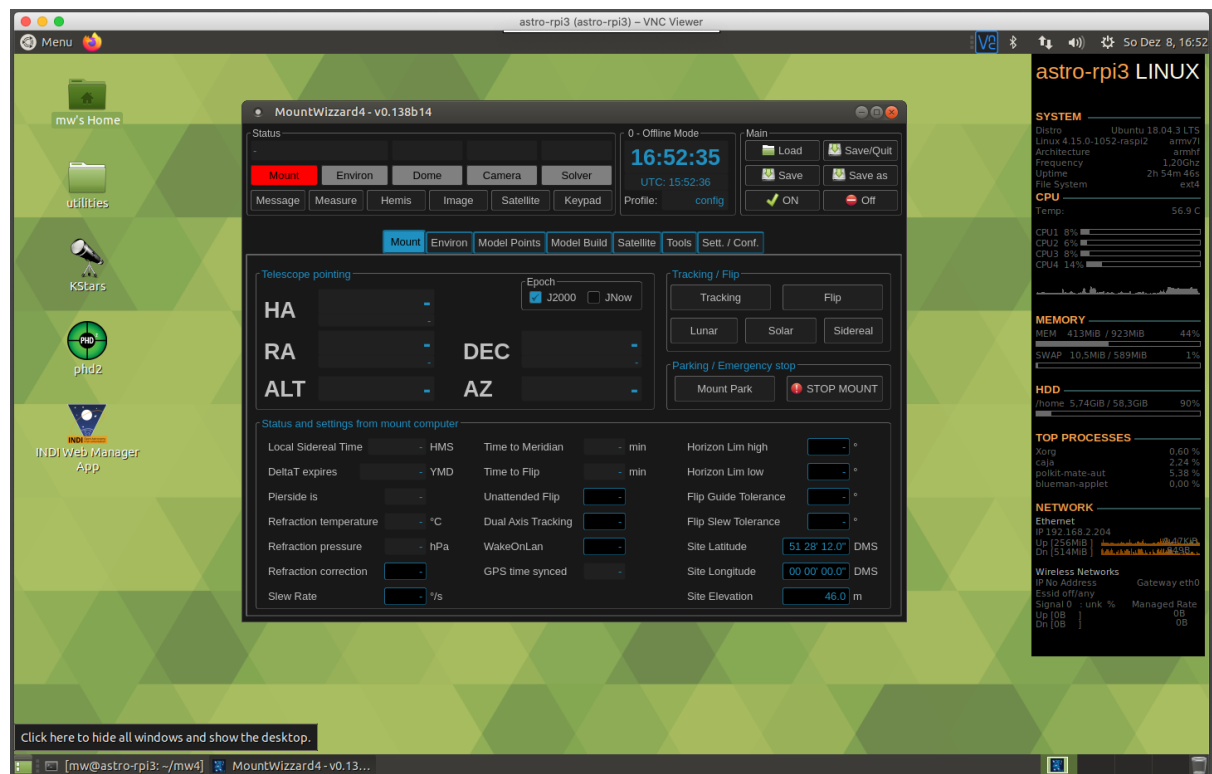 astro-rpi3 (astro-rpi3) – VNC Viewer
Menu
So Dez 8, 16:52
mw's Home
utilities
KStars
PHD
phd2
INDI
INDI Web Manager
App
MountWizzard4 - v0.138b14
Status
0 - Offline Mode
Main
-
16:52:35
Load
Save/Quit
Mount Environ Dome Camera Solver
UTC: 15:52:36
Save
Save as
Message Measure Hemis Image Satellite Keypad
Profile: config
ON
Off
Mount Environ Model Points Model Build Satellite Tools Sett. / Conf.
Telescope pointing
Epoch
J2000 JNow
HA -
-
RA -
-
DEC -
-
ALT -
AZ -
Tracking / Flip
Tracking Flip
Lunar Solar Sidereal
Parking / Emergency stop
Mount Park STOP MOUNT
Status and settings from mount computer
Local Sidereal Time - HMS Time to Meridian - min Horizon Lim high - °
DeltaT expires - YMD Time to Flip - min Horizon Lim low - °
Pierside is - Unattended Flip - Flip Guide Tolerance - °
Refraction temperature - °C Dual Axis Tracking - Flip Slew Tolerance - °
Refraction pressure - hPa WakeOnLan - Site Latitude 51 28' 12.0" DMS
Refraction correction - GPS time synced - Site Longitude 00 00' 00.0" DMS
Slew Rate - °/s Site Elevation 46.0 m
astro-rpi3 LINUX
SYSTEM
Distro Ubuntu 18.04.3 LTS
Linux 4.15.0-1052-raspi2 armv7l
Architecture armhf
Frequency 1,20Ghz
Uptime 2h 54m 46s
File System ext4
CPU
Temp: 56.9 C
CPU1 8%
CPU2 6%
CPU3 8%
CPU4 14%
MEMORY
MEM 413MiB / 923MiB 44%
SWAP 10,5MiB / 589MiB 1%
HDD
/home 5,74GiB / 58,3GiB 90%
TOP PROCESSES
Xorg 0,60 %
caja 2,24 %
polkit-mate-aut 5,38 %
blueman-applet 0,00 %
NETWORK
Ethernet
IP 192.168.2.204
Up [256MiB ]
Dn [514MiB ]
Wireless Networks
IP No Address Gateway eth0
Essid off/any
Signal 0 : unk % Managed Rate
Up [0B ] 0B
Dn [0B ] 0B
Click here to hide all windows and show the desktop.
[mw@astro-rpi3: ~/mw4] MountWizzard4 - v0.13...